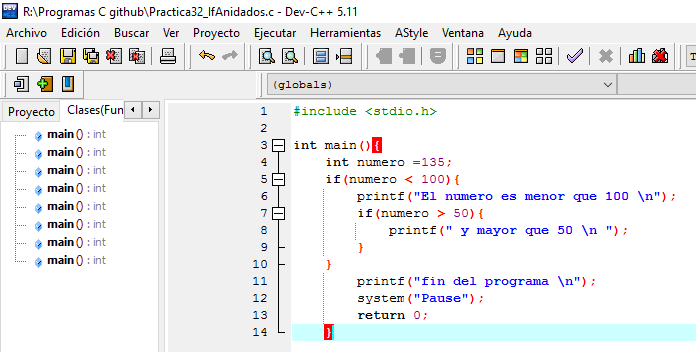 R:\Programas C github\Practica32_IfAnidados.c - Dev-C++ 5.11
Archivo Edición Buscar Ver Proyecto Ejecutar Herramientas AStyle Ventana Ayuda
(globals)
Proyecto Clases(Fun
main() : int
main() : int
main() : int
main() : int
main() : int
main() : int
main() : int
main() : int
1 #include <stdio.h>
2
3 int main(){
4 int numero =135;
5 if(numero < 100){
6 printf("El numero es menor que 100 \n");
7 if(numero > 50){
8 printf(" y mayor que 50 \n ");
9 }
10 }
11 printf("fin del programa \n");
12 system("Pause");
13 return 0;
14 }